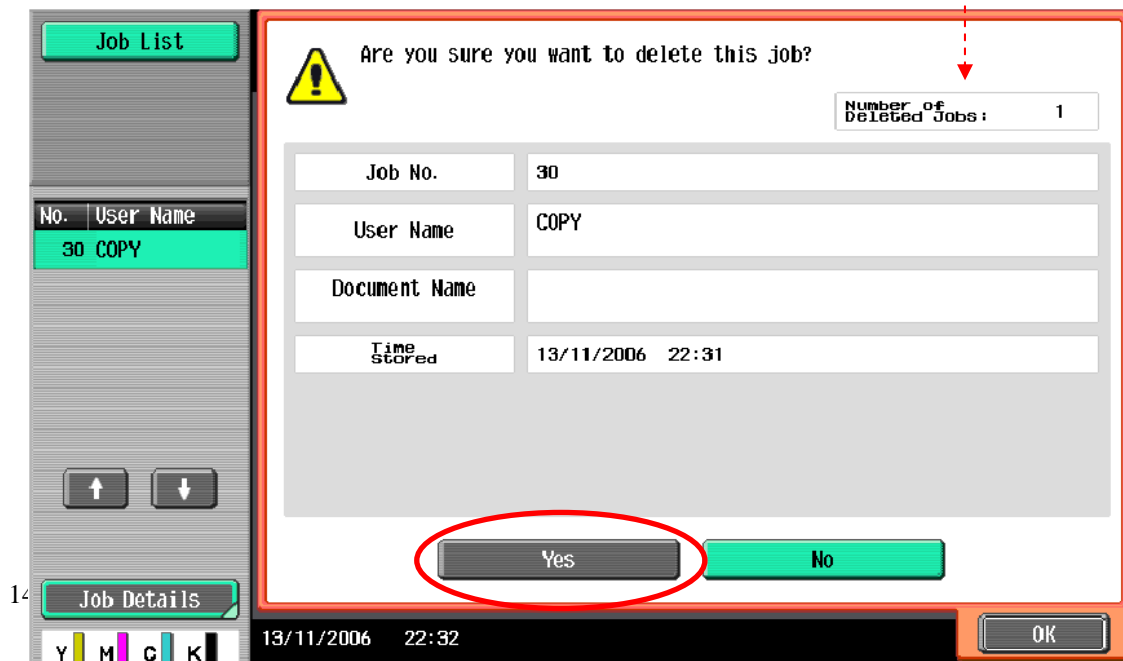 Job List
Are you sure you want to delete this job?
Number of
Deleted Jobs: 1
Job No. 30
No. User Name
User Name COPY
30 COPY
Document Name
Time
Stored 13/11/2006 22:31
Yes No
14
Job Details
13/11/2006 22:32 OK
Y M C K